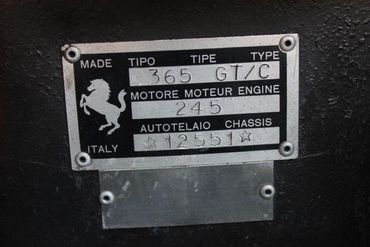 MADE TIPO TIPE TYPE
365 GT/C
MOTORE MOTEUR ENGINE
245
AUTOTELAIO CHASSIS
ITALY *12551*